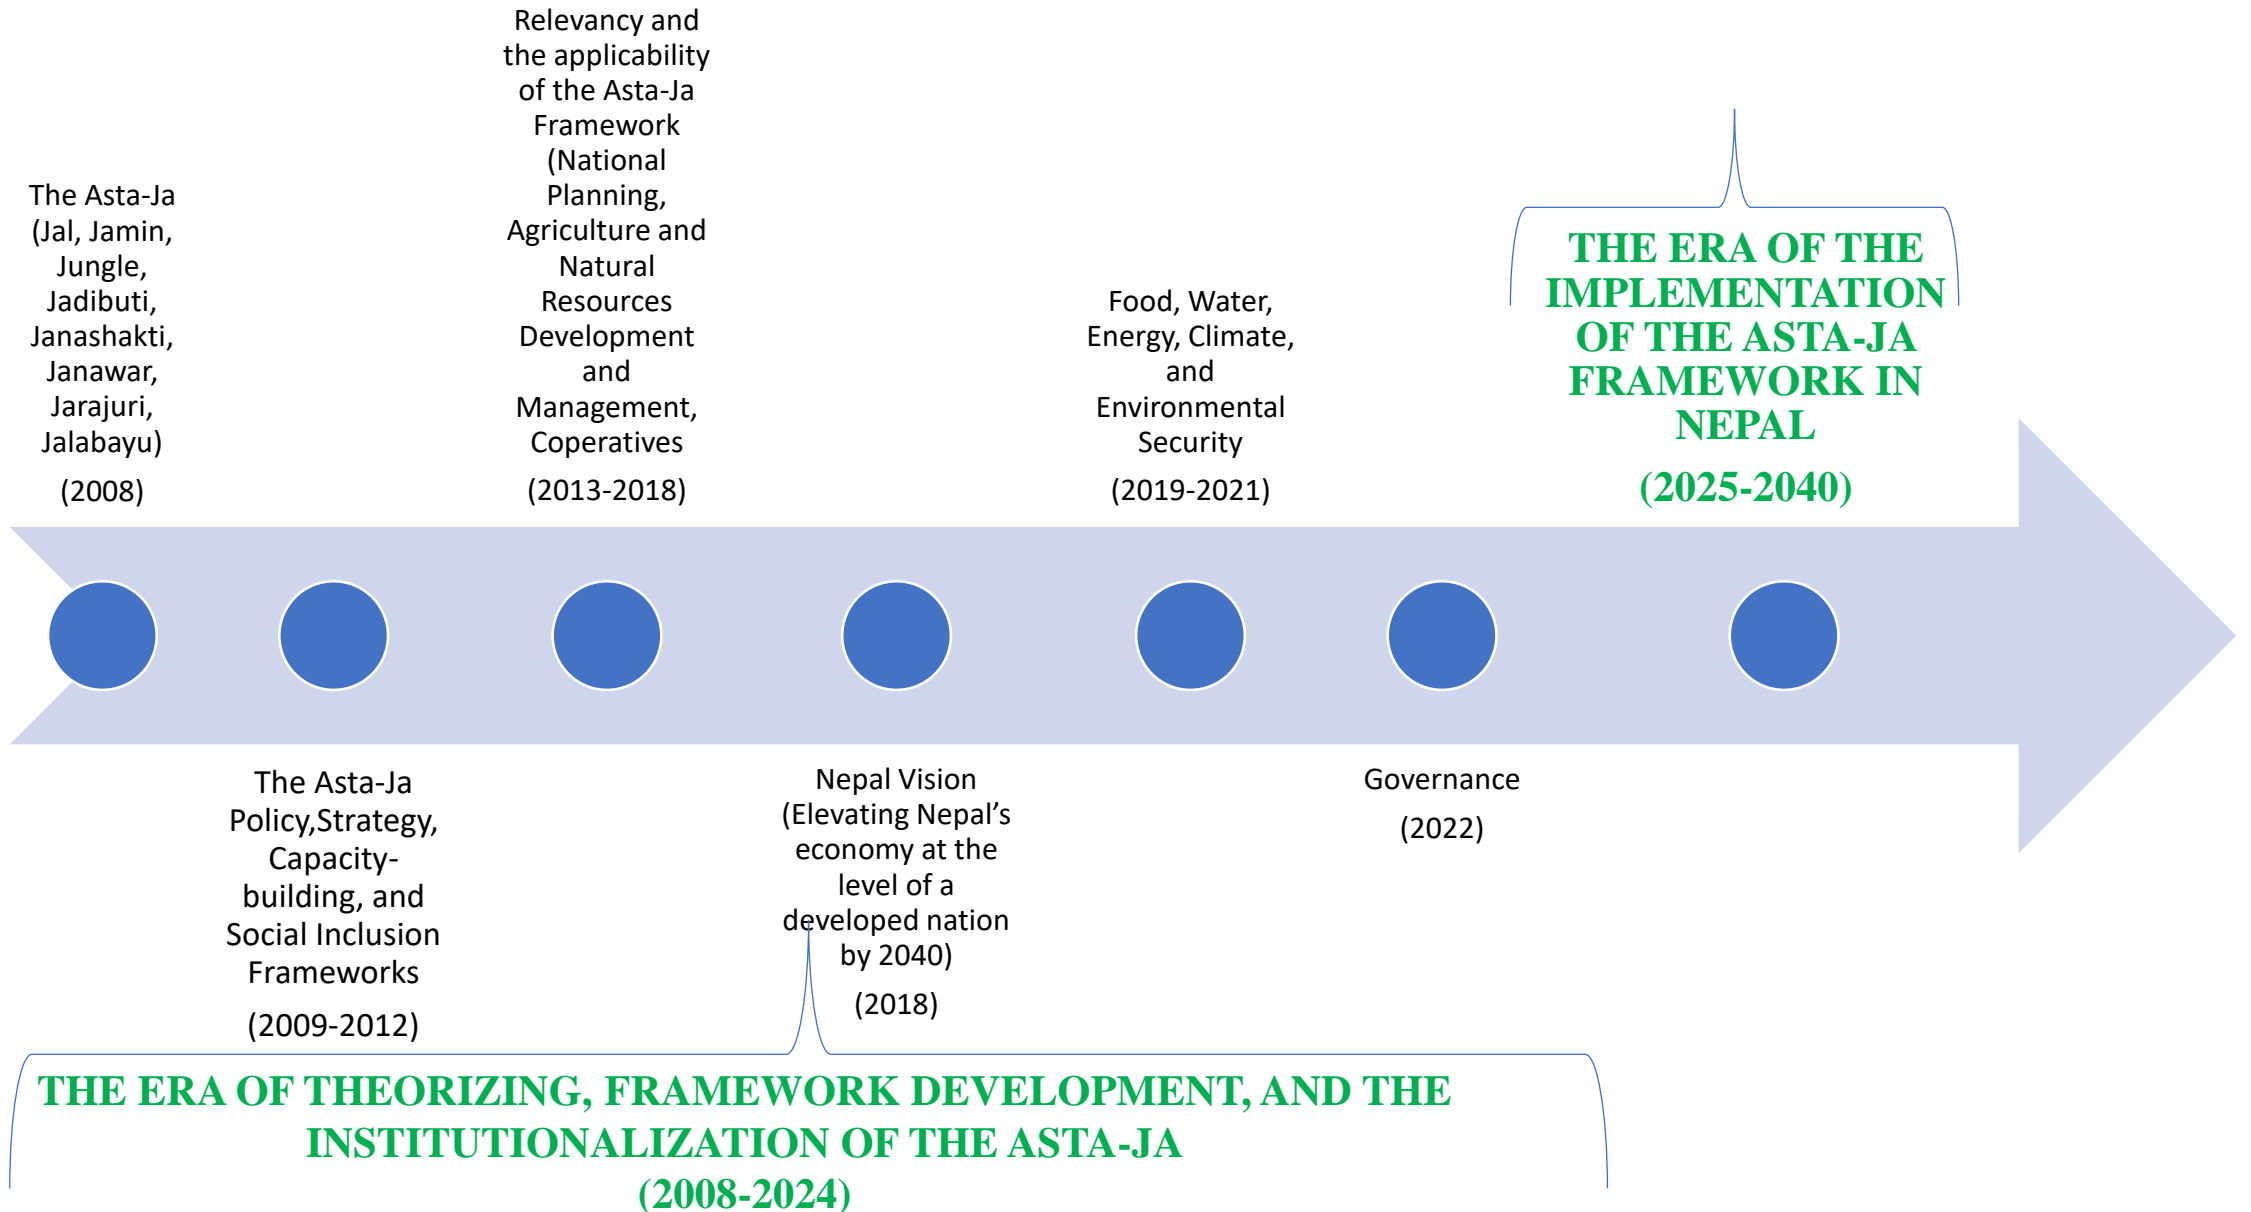 The Asta-Ja
(Jal, Jamin,
Jungle,
Jadibuti,
Janashakti,
Janawar,
Jarajuri,
Jalabayu)
(2008)
The Asta-Ja
Policy,Strategy,
Capacity-
building, and
Social Inclusion
Frameworks
(2009-2012)
Relevancy and
the applicability
of the Asta-Ja
Framework
(National
Planning,
Agriculture and
Natural
Resources
Development
and
Management,
Coperatives
(2013-2018)
Nepal Vision
(Elevating Nepal’s
economy at the
level of a
developed nation
by 2040)
(2018)
Food, Water,
Energy, Climate,
and
Environmental
Security
(2019-2021)
Governance
(2022)
THE ERA OF THE
IMPLEMENTATION
OF THE ASTA-JA
FRAMEWORK IN
NEPAL
(2025-2040)
THE ERA OF THEORIZING, FRAMEWORK DEVELOPMENT, AND THE
INSTITUTIONALIZATION OF THE ASTA-JA
(2008-2024)